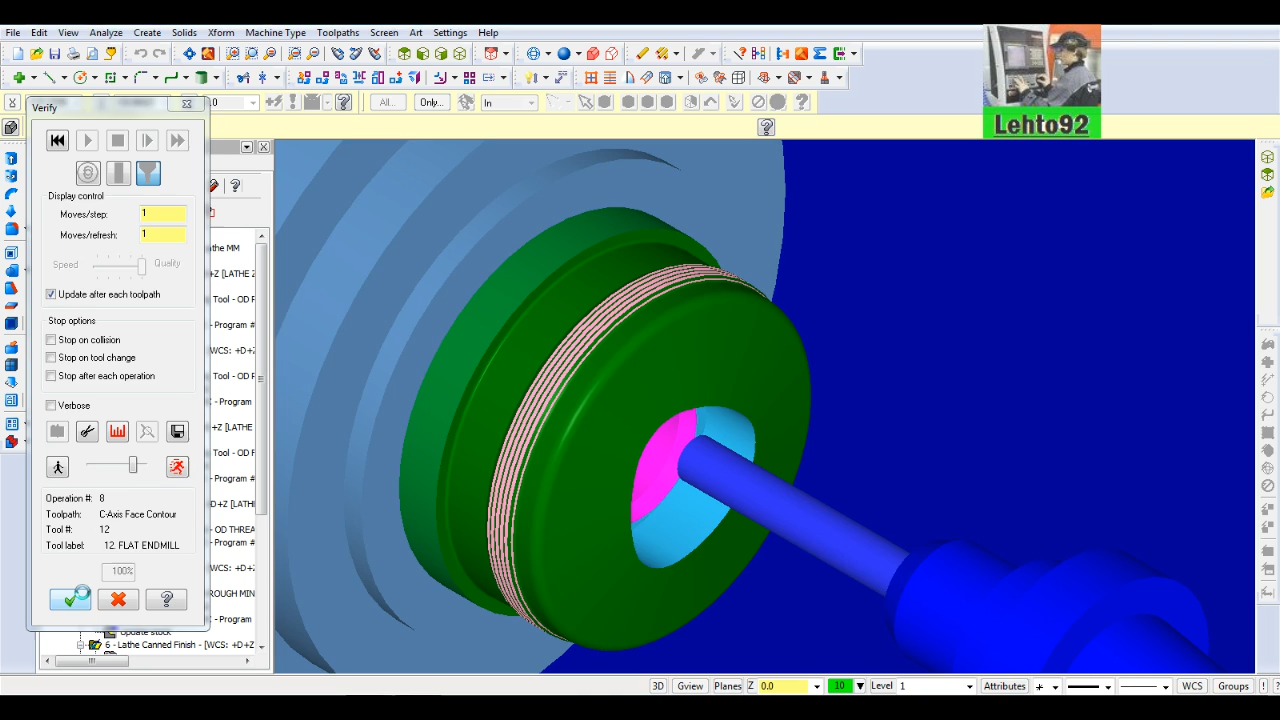 File Edit View Analyze Create Solids Xform Machine Type Toolpaths Screen Art Settings Help
Lehto92
Verify
All... Only... In
Display control
Moves/step: 1
Moves/refresh: 1
Speed Quality
Update after each toolpath
Stop options
Stop on collision
Stop on tool change
Stop after each operation
Verbose
Operation #: 8
Toolpath: C-Axis Face Contour
Tool #: 12
Tool label: 12. FLAT ENDMILL
100%
athe MM
+Z [LATHE
Tool - OD
Program #
WCS: +D+
Tool - OD
Program
+Z [LATHE
Tool - OD
Program #
D+Z [LATHE
- OD THREA
Program #
ROUGH MIN
Program #
Update stock
6 - Lathe Canned Finish - [WCS: +D+Z
3D Gview Planes Z 0.0 10 Level 1 Attributes WCS Groups